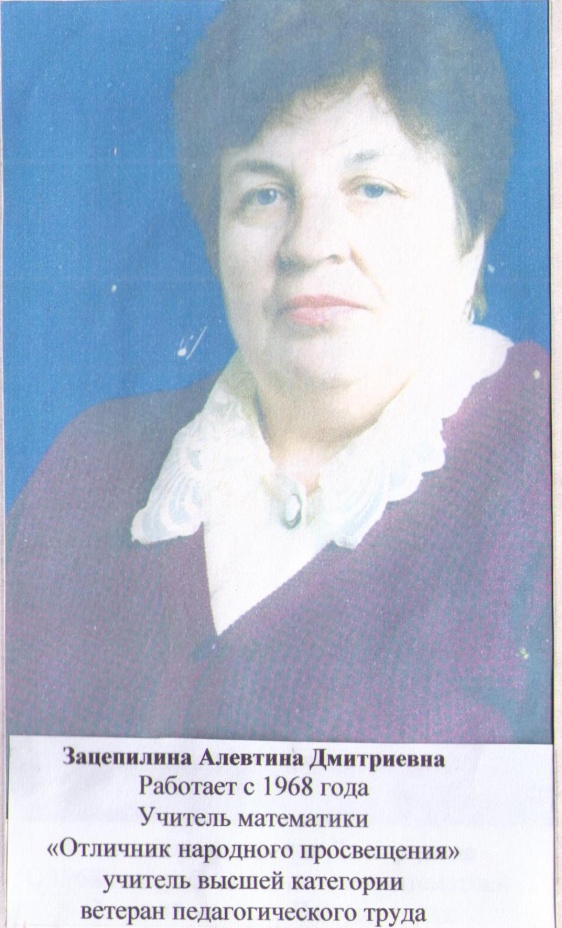 Зацепилина Алевтина Дмитриевна
Работает с 1968 года
Учитель математики
«Отличник народного просвещения»
учитель высшей категории
ветеран педагогического труда